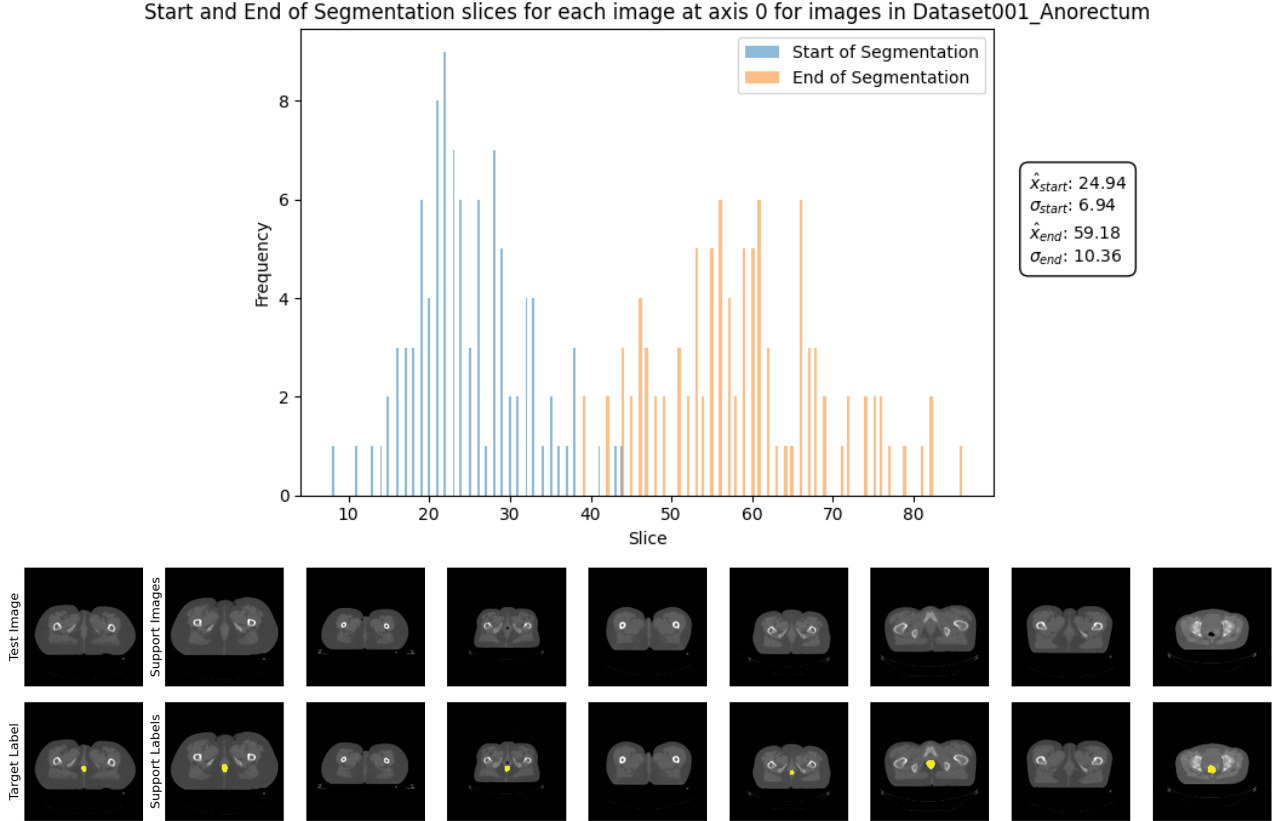 Start and End of Segmentation slices for each image at axis 0 for images in Dataset001_Anorectum
Start of Segmentation
End of Segmentation
8
6
4
2
0
Frequency
10 20 30 40 50 60 70 80
Slice
x̂start: 24.94
σstart: 6.94
x̂end: 59.18
σend: 10.36
Test Image
Support Images
Target Label
Support Labels